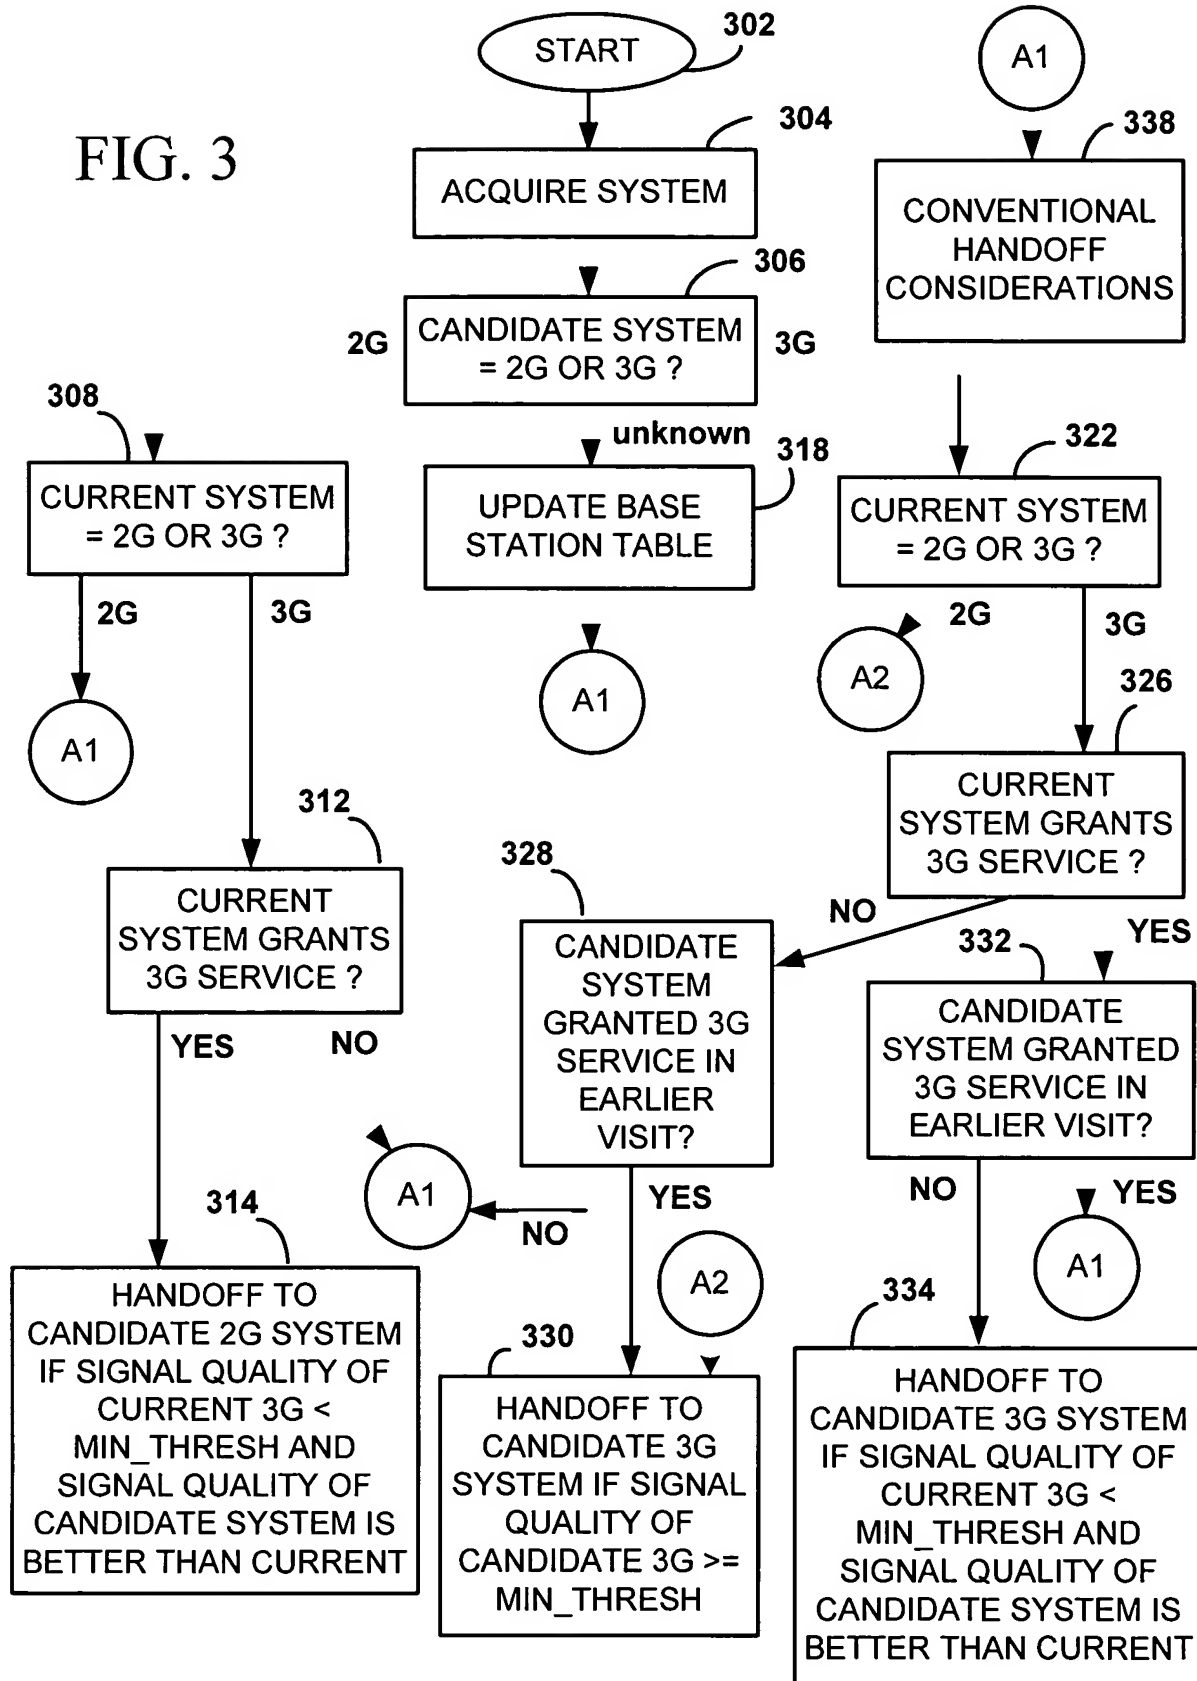 FIG. 3
START
302
A1
304
ACQUIRE SYSTEM
338
CONVENTIONAL
HANDOFF
CONSIDERATIONS
306
2G
CANDIDATE SYSTEM
= 2G OR 3G ?
3G
308
CURRENT SYSTEM
= 2G OR 3G ?
unknown
318
UPDATE BASE
STATION TABLE
322
CURRENT SYSTEM
= 2G OR 3G ?
2G
3G
A1
A1
2G
3G
A2
326
CURRENT
SYSTEM GRANTS
3G SERVICE ?
312
CURRENT
SYSTEM GRANTS
3G SERVICE ?
YES
NO
328
CANDIDATE
SYSTEM
GRANTED 3G
SERVICE IN
EARLIER
VISIT?
NO
YES
332
CANDIDATE
SYSTEM GRANTED
3G SERVICE IN
EARLIER VISIT?
A1
NO
YES
A2
NO
YES
A1
314
HANDOFF TO
CANDIDATE 2G SYSTEM
IF SIGNAL QUALITY OF
CURRENT 3G <
MIN_THRESH AND
SIGNAL QUALITY OF
CANDIDATE SYSTEM IS
BETTER THAN CURRENT
330
HANDOFF TO
CANDIDATE 3G
SYSTEM IF SIGNAL
QUALITY OF
CANDIDATE 3G >=
MIN_THRESH
334
HANDOFF TO
CANDIDATE 3G SYSTEM
IF SIGNAL QUALITY OF
CURRENT 3G <
MIN_THRESH AND
SIGNAL QUALITY OF
CANDIDATE SYSTEM IS
BETTER THAN CURRENT